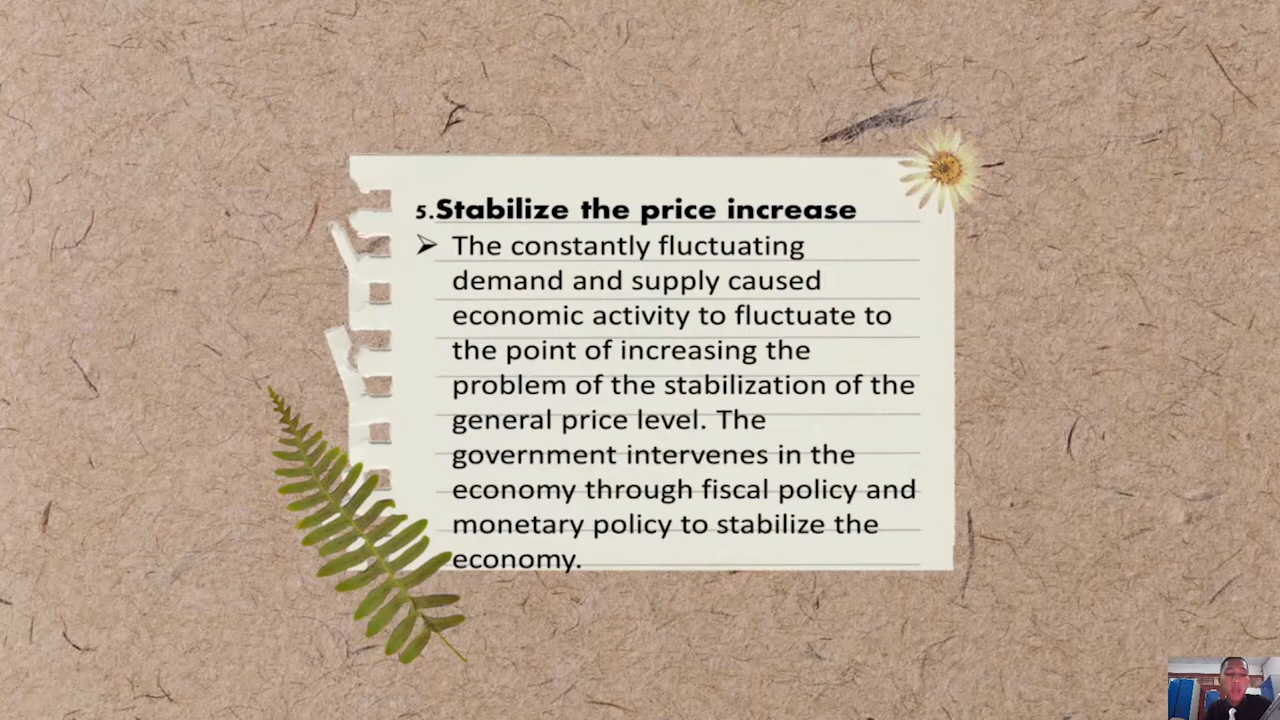 5.Stabilize the price increase
➢ The constantly fluctuating
demand and supply caused
economic activity to fluctuate to
the point of increasing the
problem of the stabilization of the
general price level. The
government intervenes in the
economy through fiscal policy and
monetary policy to stabilize the
economy.